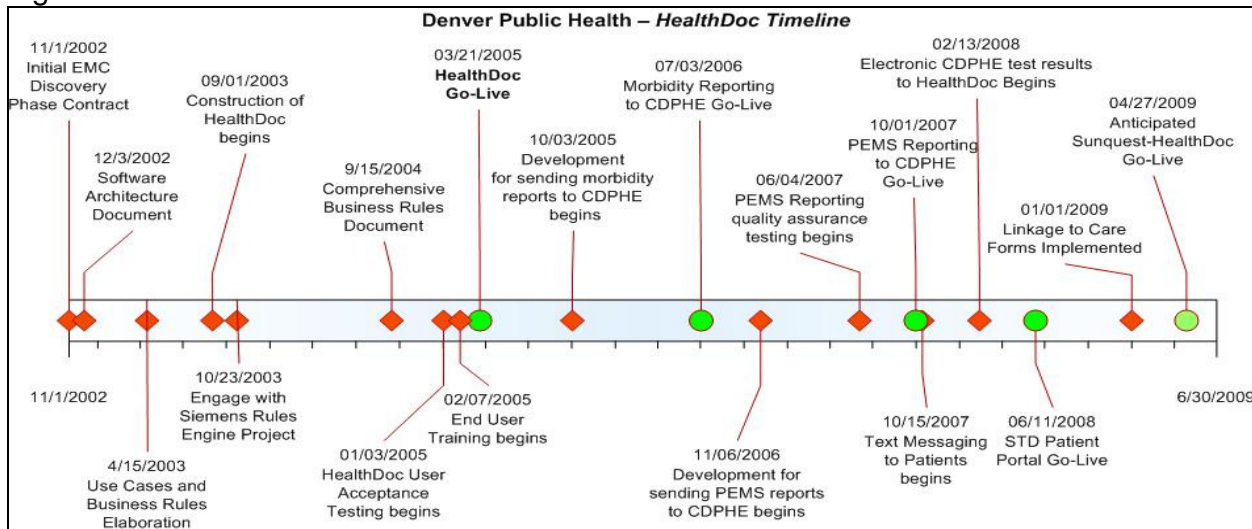 Denver Public Health – HealthDoc Timeline
11/1/2002
Initial EMC
Discovery
Phase Contract
12/3/2002
Software
Architecture
Document
09/01/2003
Construction of
HealthDoc
begins
9/15/2004
Comprehensive
Business Rules
Document
03/21/2005
HealthDoc
Go-Live
10/03/2005
Development
for sending morbidity
reports to CDPHE
begins
07/03/2006
Morbidity Reporting
to CDPHE Go-Live
06/04/2007
PEMS Reporting
quality assurance
testing begins
10/01/2007
PEMS Reporting
to CDPHE
Go-Live
02/13/2008
Electronic CDPHE test results
to HealthDoc Begins
01/01/2009
Linkage to Care
Forms Implemented
04/27/2009
Anticipated
Sunquest-HealthDoc
Go-Live
11/1/2002
4/15/2003
Use Cases and
Business Rules
Elaboration
10/23/2003
Engage with
Siemens Rules
Engine Project
01/03/2005
HealthDoc User
Acceptance
Testing begins
02/07/2005
End User
Training begins
11/06/2006
Development for
sending PEMS reports
to CDPHE begins
10/15/2007
Text Messaging
to Patients
begins
06/11/2008
STD Patient
Portal Go-Live
6/30/2009